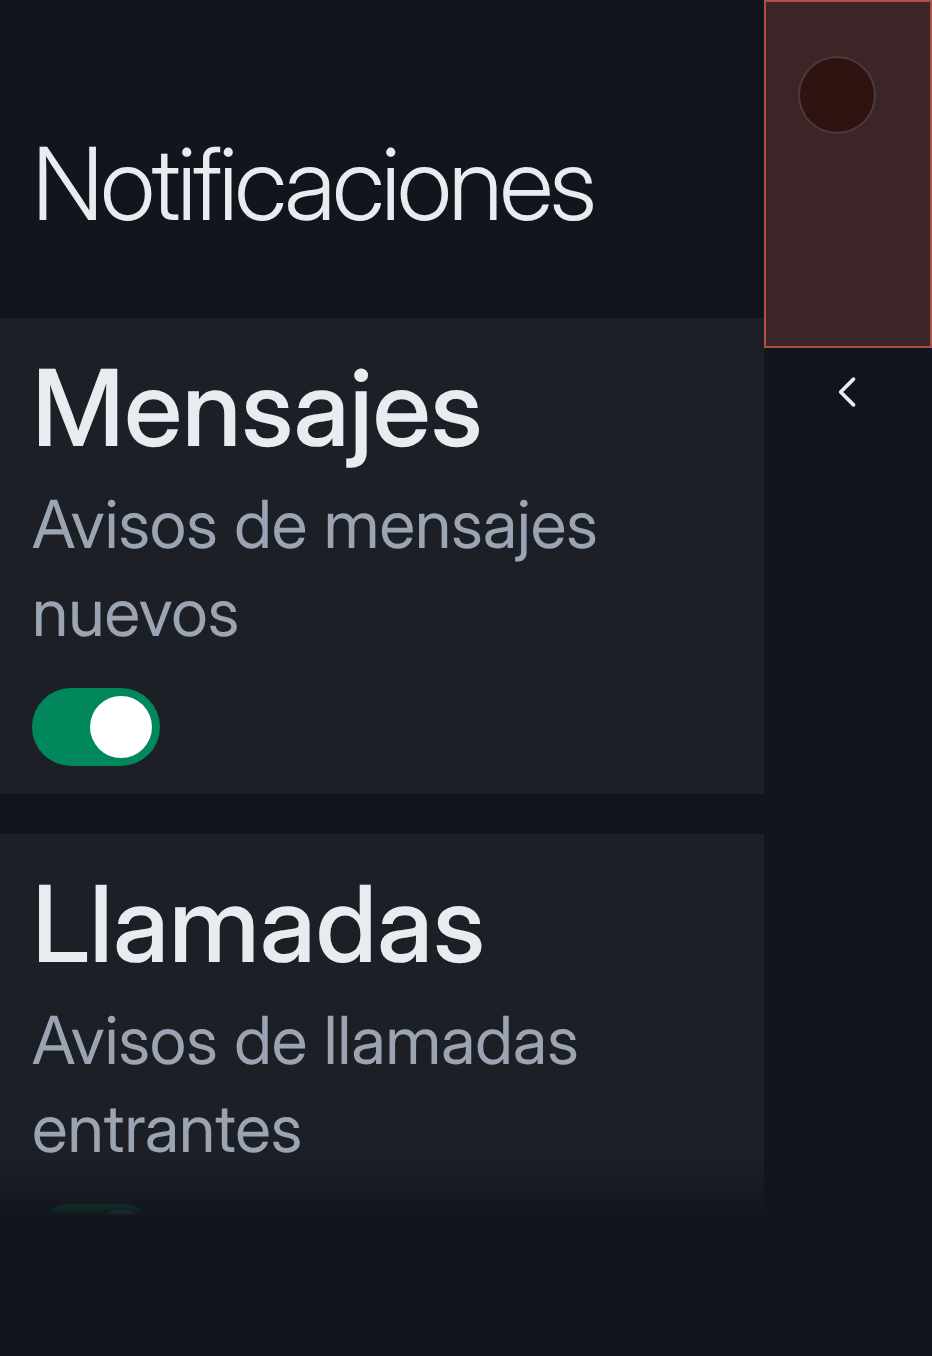 Notificaciones
Mensajes
Avisos de mensajes
nuevos
Llamadas
Avisos de llamadas
entrantes